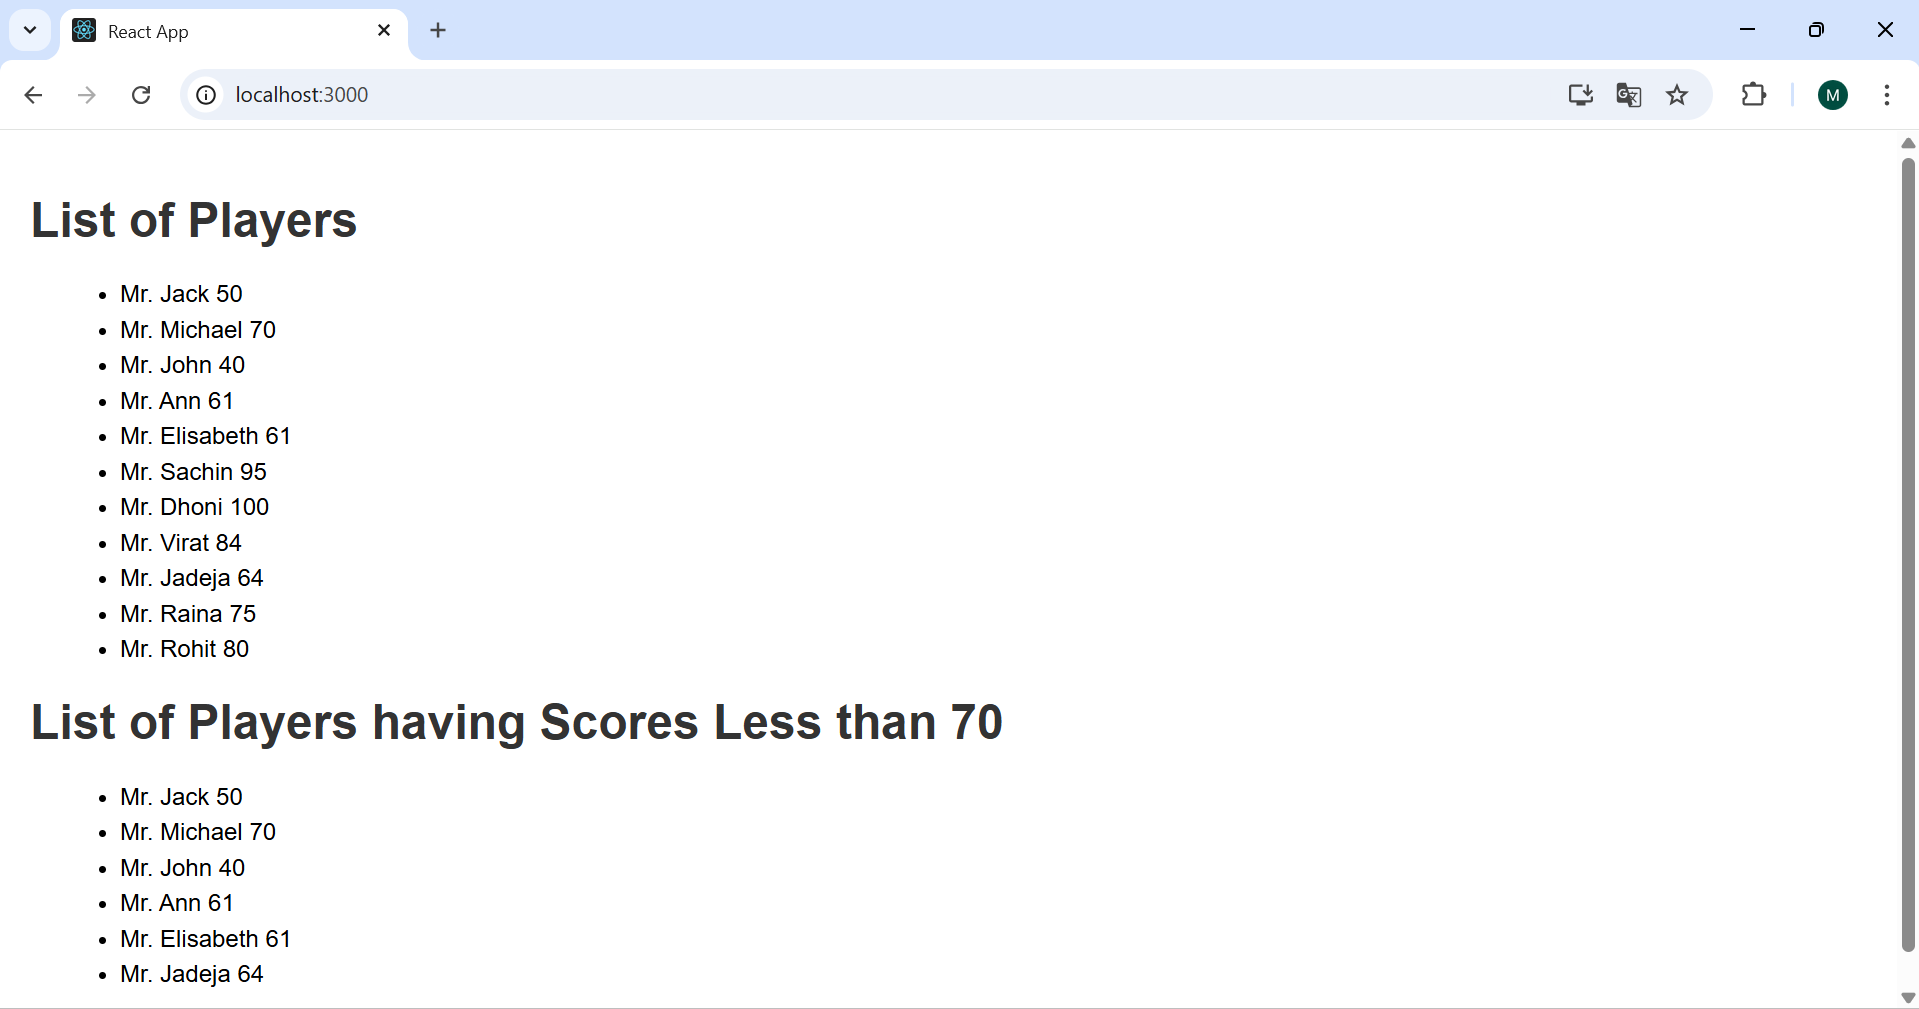 React App
localhost:3000
M
List of Players
Mr. Jack 50
Mr. Michael 70
Mr. John 40
Mr. Ann 61
Mr. Elisabeth 61
Mr. Sachin 95
Mr. Dhoni 100
Mr. Virat 84
Mr. Jadeja 64
Mr. Raina 75
Mr. Rohit 80
List of Players having Scores Less than 70
Mr. Jack 50
Mr. Michael 70
Mr. John 40
Mr. Ann 61
Mr. Elisabeth 61
Mr. Jadeja 64